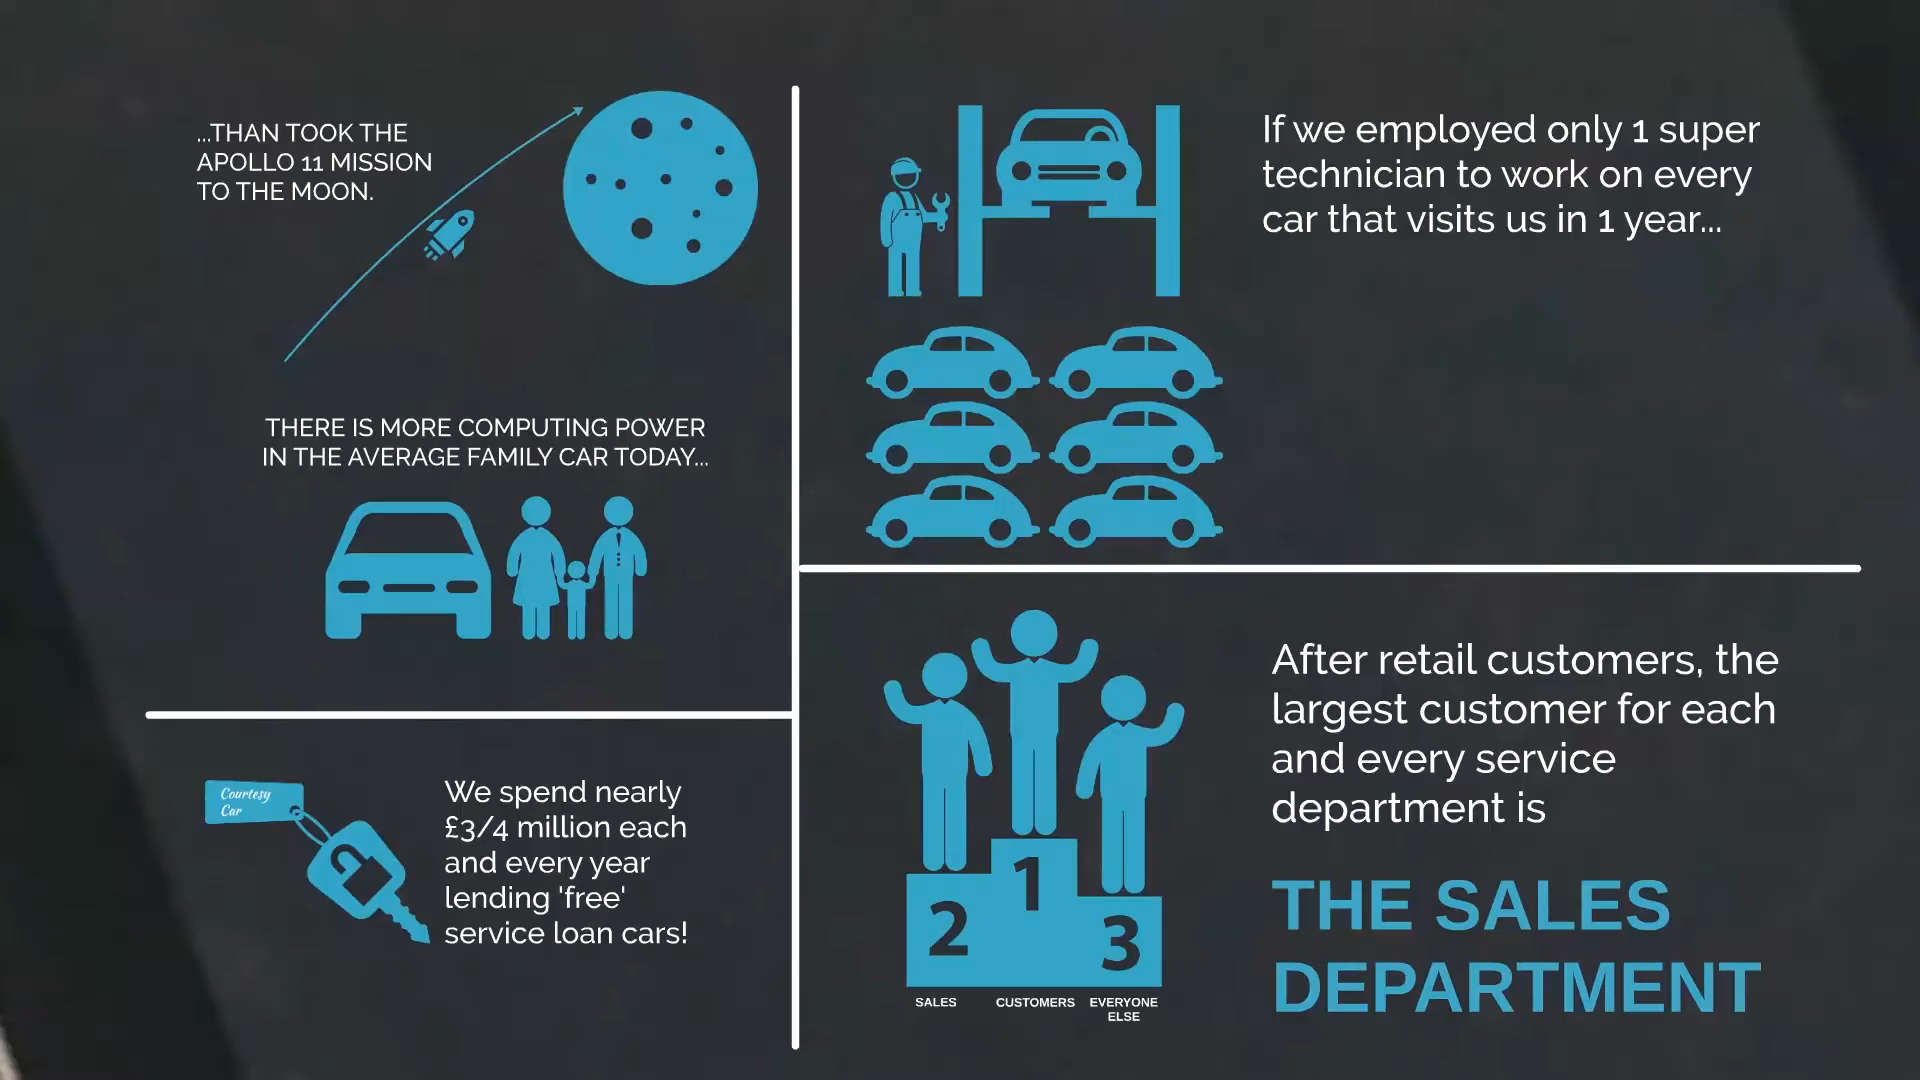 ...THAN TOOK THE
APOLLO 11 MISSION
TO THE MOON.
THERE IS MORE COMPUTING POWER
IN THE AVERAGE FAMILY CAR TODAY...
Courtesy
Car
We spend nearly
£3/4 million each
and every year
lending 'free'
service loan cars!
If we employed only 1 super
technician to work on every
car that visits us in 1 year...
1
2
3
SALES
CUSTOMERS
EVERYONE
ELSE
After retail customers, the
largest customer for each
and every service
department is
THE SALES
DEPARTMENT